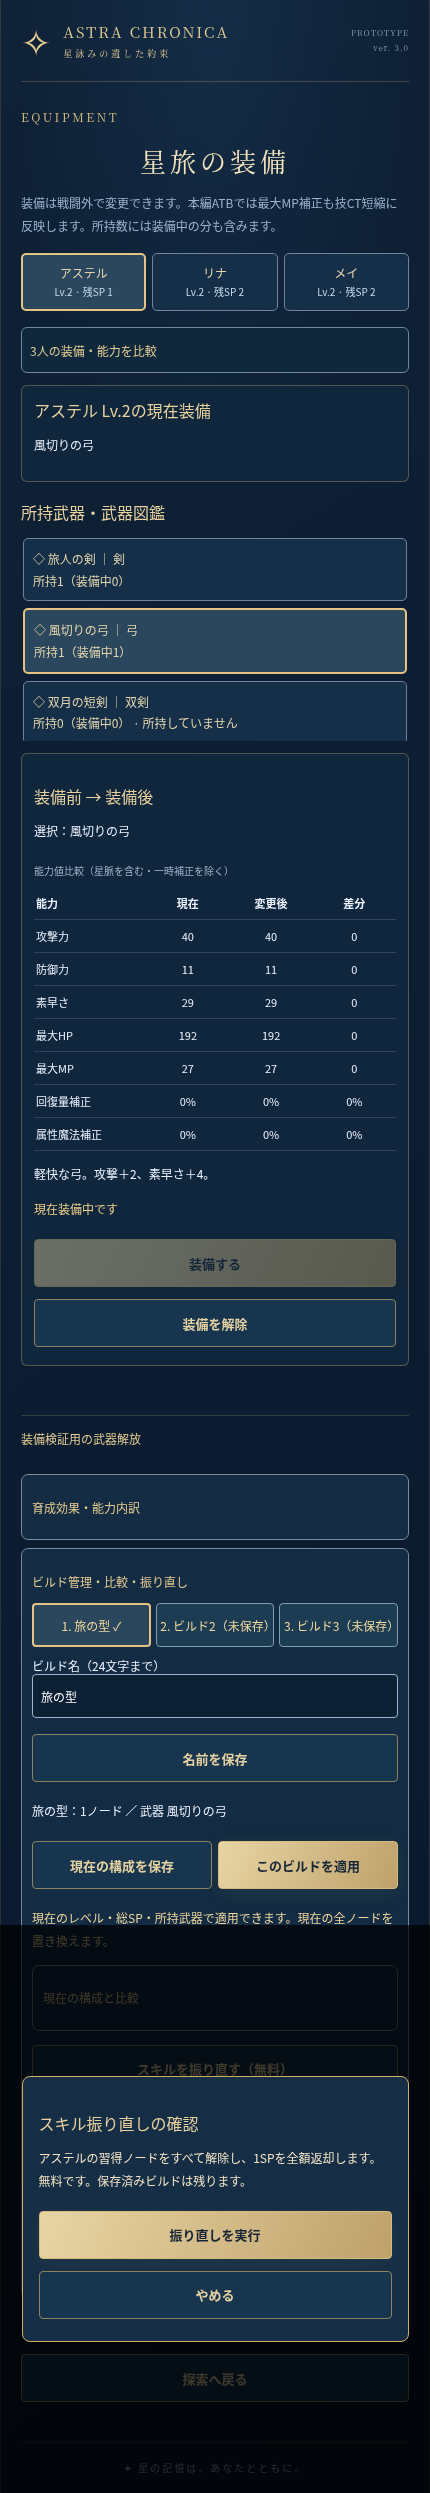 ASTRA CHRONICA
星詠みの遺した約束
PROTOTYPE
ver. 3.0
EQUIPMENT
星旅の装備
装備は戦闘外で変更できます。本編ATBでは最大MP補正も技CT短縮に
反映します。所持数には装備中の分も含みます。
アステル
Lv.2・残SP 1
リナ
Lv.2・残SP 2
メイ
Lv.2・残SP 2
3人の装備・能力を比較
アステル Lv.2の現在装備
風切りの弓
所持武器・武器図鑑
◇ 旅人の剣 ｜ 剣
所持1（装備中0）
◇ 風切りの弓 ｜ 弓
所持1（装備中1）
◇ 双月の短剣 ｜ 双剣
所持0（装備中0）・所持していません
装備前 → 装備後
選択：風切りの弓
能力値比較（星脈を含む・一時補正を除く）
能力 現在 変更後 差分
攻撃力 40 40 0
防御力 11 11 0
素早さ 29 29 0
最大HP 192 192 0
最大MP 27 27 0
回復量補正 0% 0% 0%
属性魔法補正 0% 0% 0%
軽快な弓。攻撃＋2、素早さ＋4。
現在装備中です
装備する
装備を解除
装備検証用の武器解放
育成効果・能力内訳
ビルド管理・比較・振り直し
1. 旅の型 ✓
2. ビルド2（未保存）
3. ビルド3（未保存）
ビルド名（24文字まで）
旅の型
名前を保存
旅の型：1ノード ／ 武器 風切りの弓
現在の構成を保存
このビルドを適用
現在のレベル・総SP・所持武器で適用できます。現在の全ノードを
置き換えます。
現在の構成と比較
スキルを振り直す（無料）
スキル振り直しの確認
アステルの習得ノードをすべて解除し、1SPを全額返却します。
無料です。保存済みビルドは残ります。
振り直しを実行
やめる
探索へ戻る
✦ 星の記憶は、あなたとともに。